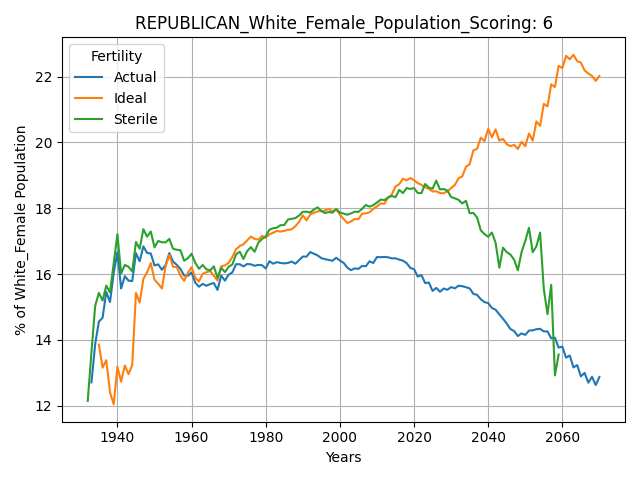 REPUBLICAN_White_Female_Population_Scoring: 6
Fertility
Actual
Ideal
Sterile
% of White_Female Population
22
20
18
16
14
12
1940 1960 1980 2000 2020 2040 2060
Years